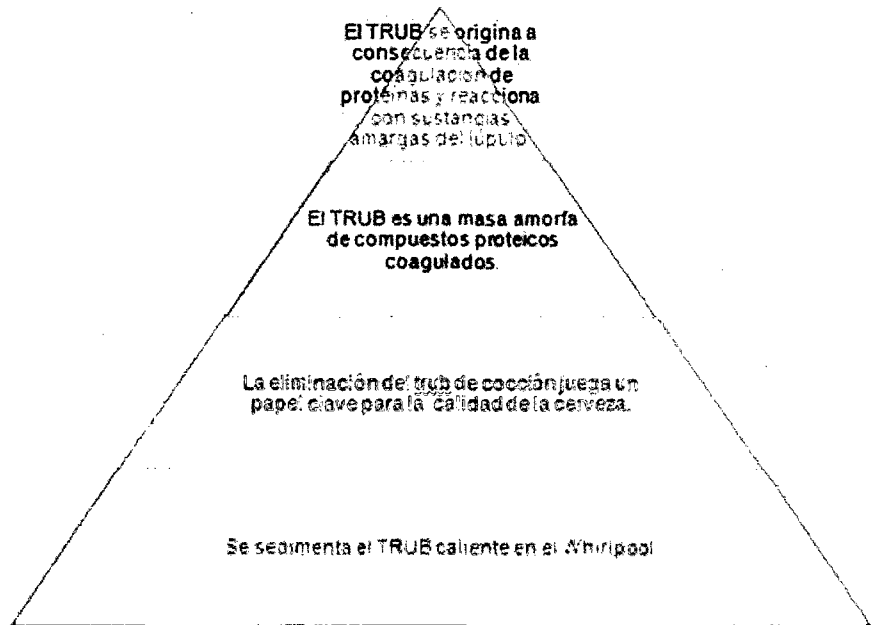 El TRUB se origina a
consecuencia de la
coagulación de
proteínas y reacciona
con sustancias
amargas del lúpulo
El TRUB es una masa amorfa
de compuestos proteicos
coagulados.
La eliminación del trub de cocción juega un
papel clave para la calidad de la cerveza.
Se sedimenta el TRUB caliente en el Whirlpool